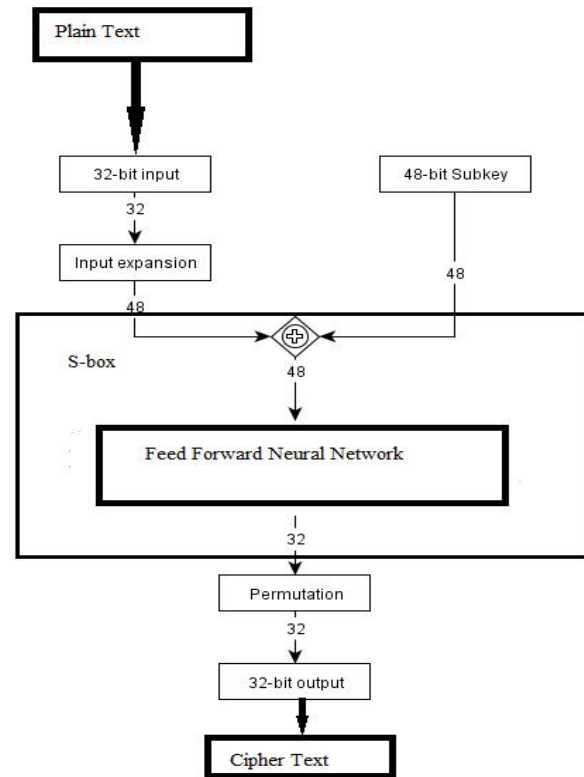 Plain Text
32-bit input
48-bit Subkey
32
Input expansion
48
48
S-box
48
Feed Forward Neural Network
32
Permutation
32
32-bit output
Cipher Text